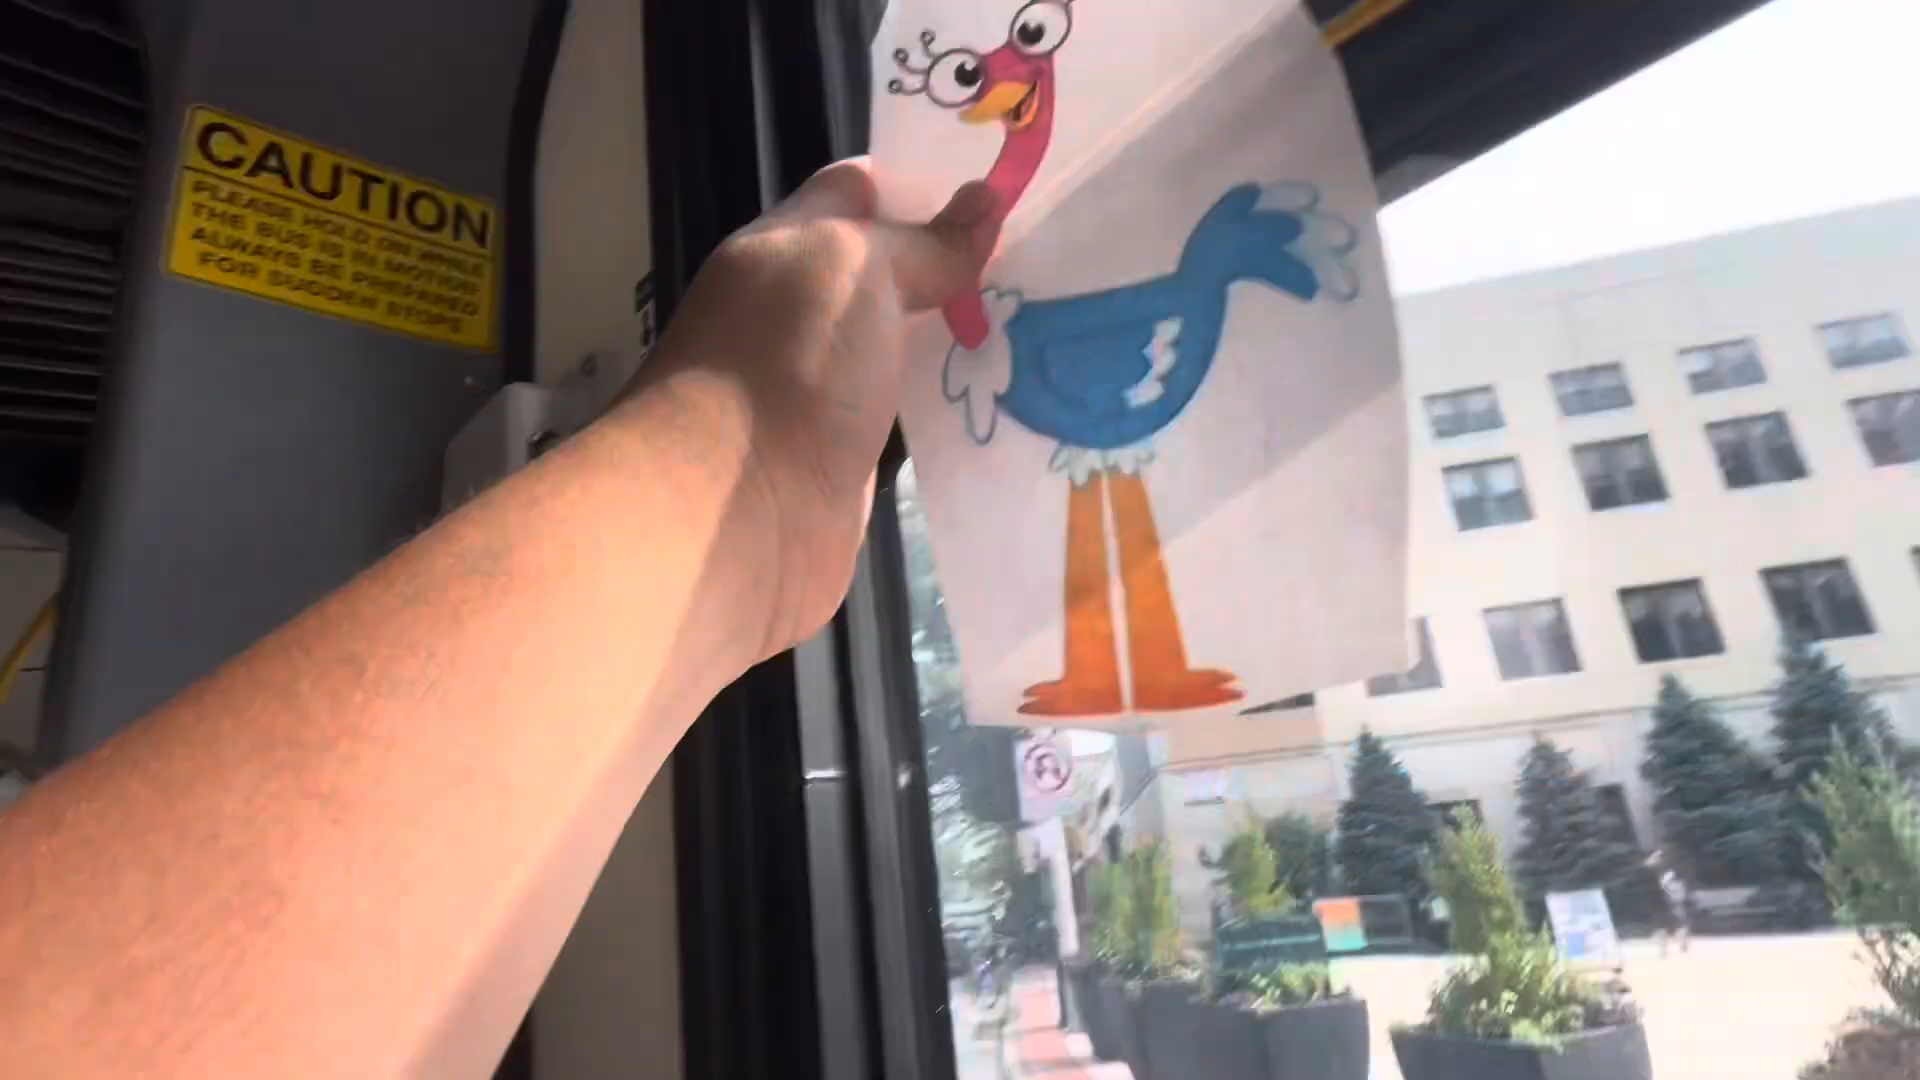 CAUTION
PLEASE HOLD ON WHILE
THE BUS IS IN MOTION
ALWAYS BE PREPARED
FOR SUDDEN STOPS